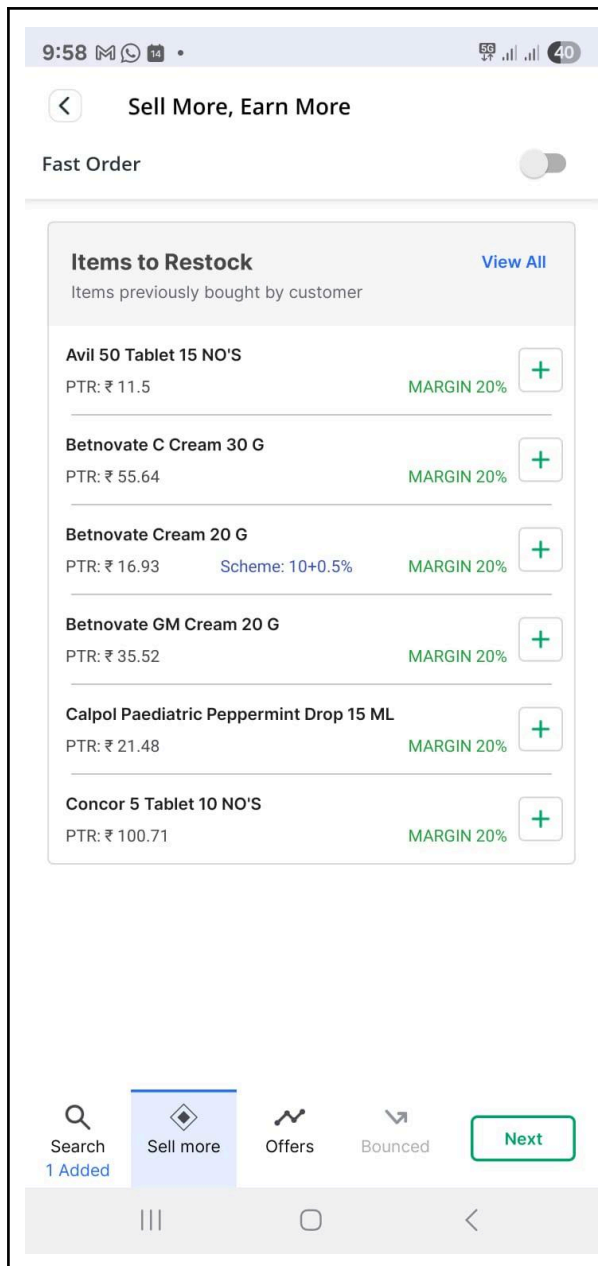 9:58
14
5G
40
Sell More, Earn More
Fast Order
Items to Restock
View All
Items previously bought by customer
Avil 50 Tablet 15 NO'S
PTR: ₹ 11.5
MARGIN 20%
+
Betnovate C Cream 30 G
PTR: ₹ 55.64
MARGIN 20%
+
Betnovate Cream 20 G
PTR: ₹ 16.93
Scheme: 10+0.5%
MARGIN 20%
+
Betnovate GM Cream 20 G
PTR: ₹ 35.52
MARGIN 20%
+
Calpol Paediatric Peppermint Drop 15 ML
PTR: ₹ 21.48
MARGIN 20%
+
Concor 5 Tablet 10 NO'S
PTR: ₹ 100.71
MARGIN 20%
+
Search
1 Added
Sell more
Offers
Bounced
Next